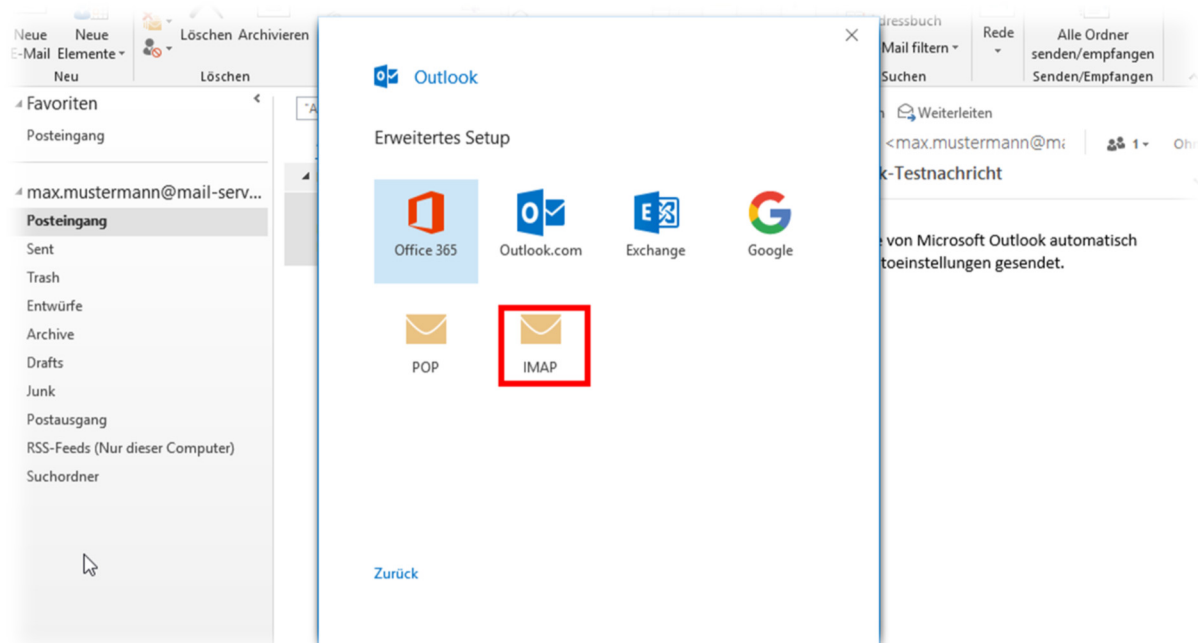 Neue Neue
E-Mail Elemente
Neu
Löschen Archivieren
Löschen
Adressbuch
Mail filtern
Suchen
Rede
Alle Ordner
senden/empfangen
Senden/Empfangen
Favoriten
Posteingang
max.mustermann@mail-serv...
Posteingang
Sent
Trash
Entwürfe
Archive
Drafts
Junk
Postausgang
RSS-Feeds (Nur dieser Computer)
Suchordner
Outlook
Erweitertes Setup
Office 365
Outlook.com
Exchange
Google
POP
IMAP
Zurück
Weiterleiten
<max.mustermann@ma
1
k-Testnachricht
von Microsoft Outlook automatisch
toeinstellungen gesendet.